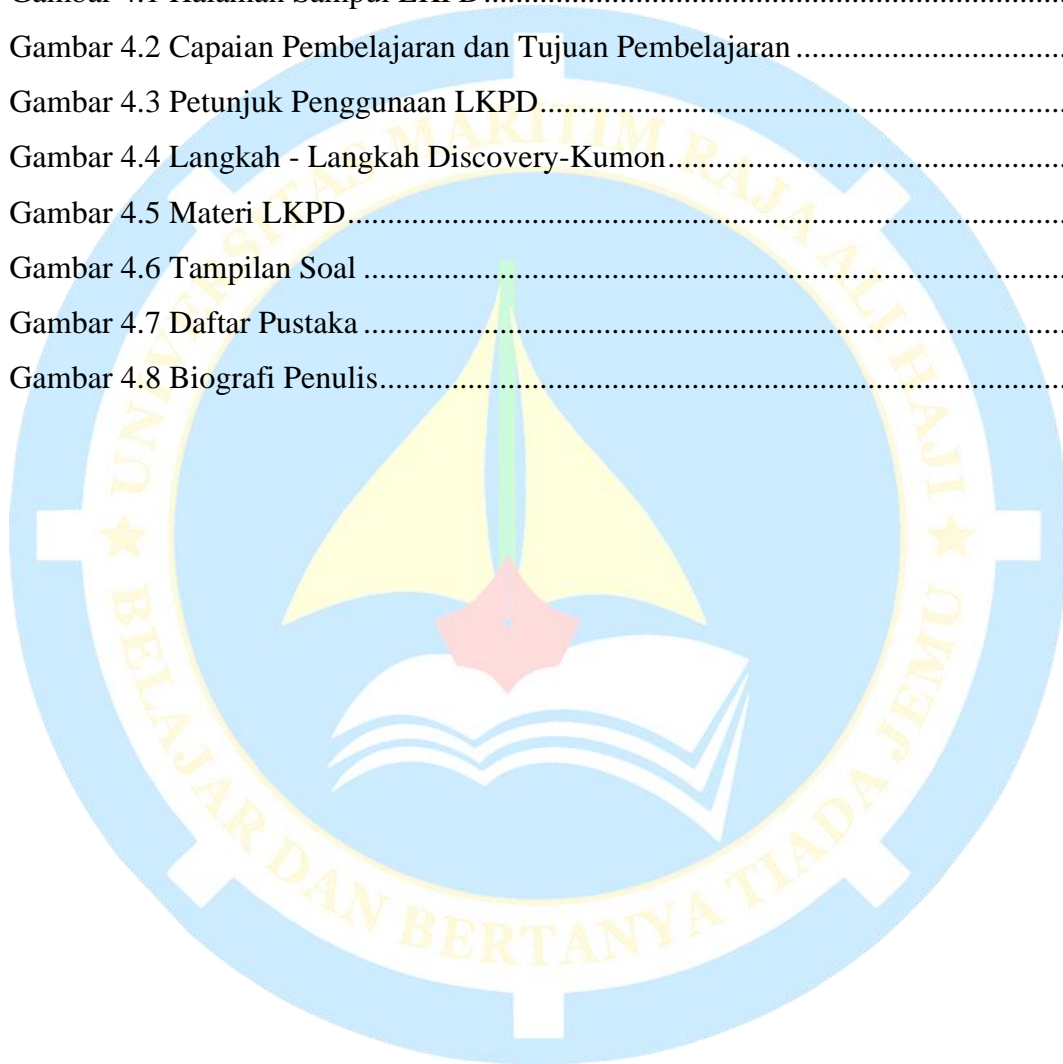 Gambar 4.1 Halaman Sampul LKPD........................................................................
Gambar 4.2 Capaian Pembelajaran dan Tujuan Pembelajaran ..............................
Gambar 4.3 Petunjuk Penggunaan LKPD...............................................................
Gambar 4.4 Langkah - Langkah Discovery-Kumon...............................................
Gambar 4.5 Materi LKPD.......................................................................................
Gambar 4.6 Tampilan Soal .....................................................................................
Gambar 4.7 Daftar Pustaka .....................................................................................
Gambar 4.8 Biografi Penulis...................................................................................
UNIVERSITAS MARITIM RAJA ALI HAJI
BELAJAR DAN BERTANYA TIADA JEMU